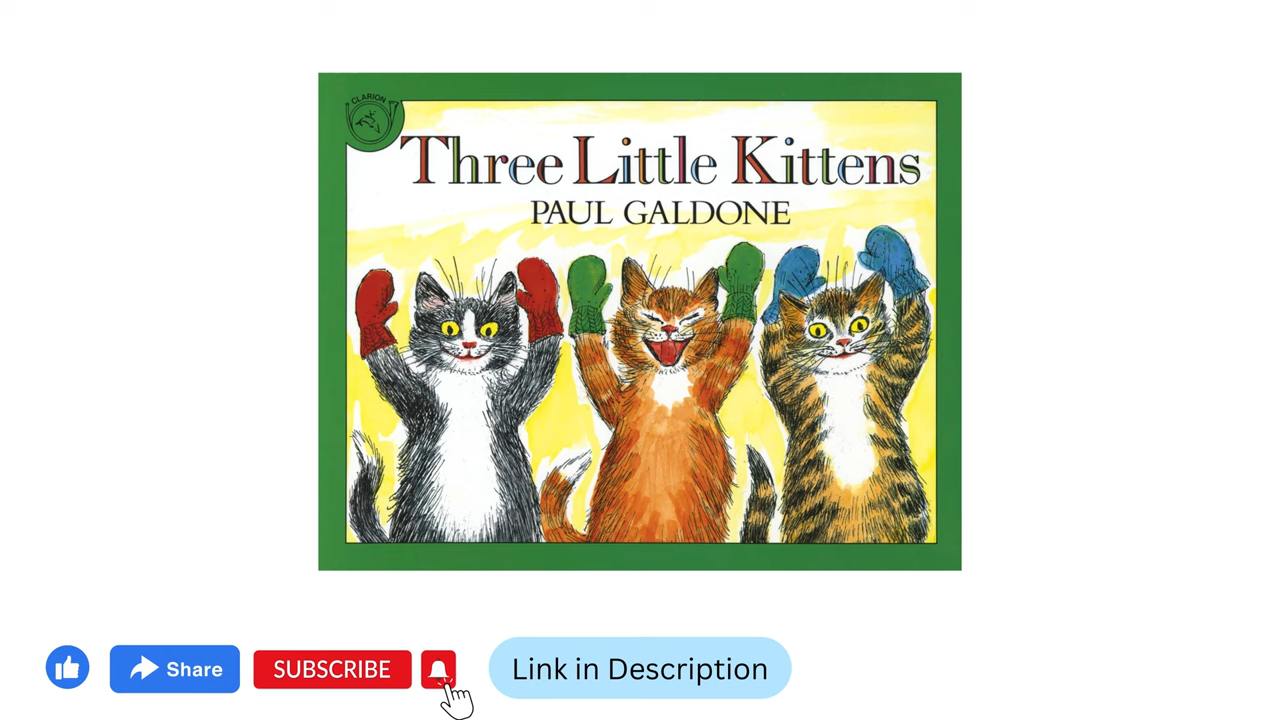 CLARION
Three Little Kittens
PAUL GALDONE
Share
SUBSCRIBE
Link in Description